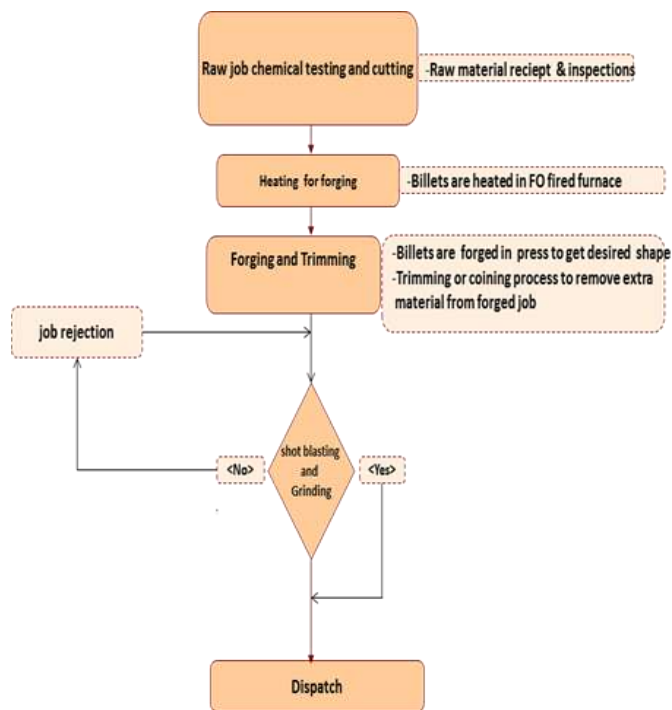 Raw job chemical testing and cutting
-Raw material reciept & inspections
Heating for forging
-Billets are heated in FO fired furnace
Forging and Trimming
-Billets are forged in press to get desired shape
-Trimming or coining process to remove extra
material from forged job
job rejection
shot blasting
and
Grinding
<No>
<Yes>
Dispatch